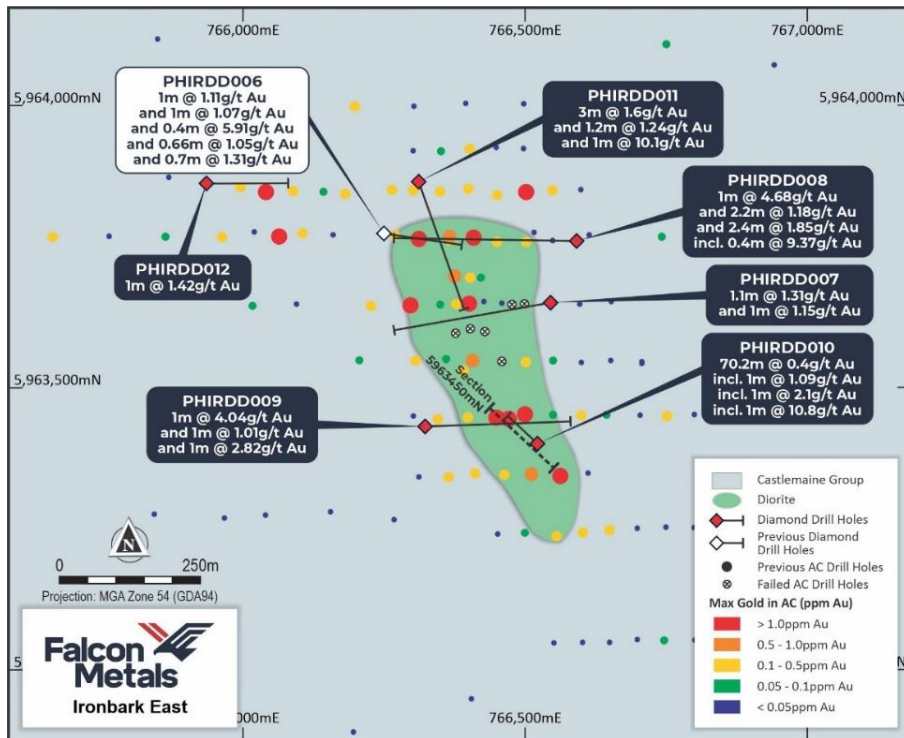 766,000mE
766,500mE
767,000mE
5,964,000mN
5,964,000mN
PHIRDD006
1m @ 1.11g/t Au
and 1m @ 1.07g/t Au
and 0.4m @ 5.91g/t Au
and 0.66m @ 1.05g/t Au
and 0.7m @ 1.31g/t Au
PHIRDD011
3m @ 1.6g/t Au
and 1.2m @ 1.24g/t Au
and 1m @ 10.1g/t Au
PHIRDD008
1m @ 4.68g/t Au
and 2.2m @ 1.18g/t Au
and 2.4m @ 1.85g/t Au
incl. 0.4m @ 9.37g/t Au
PHIRDD012
1m @ 1.42g/t Au
PHIRDD007
1.1m @ 1.31g/t Au
and 1m @ 1.15g/t Au
PHIRDD010
70.2m @ 0.4g/t Au
incl. 1m @ 1.09g/t Au
incl. 1m @ 2.1g/t Au
incl. 1m @ 10.8g/t Au
5,963,500mN
Section
5963450mN
PHIRDD009
1m @ 4.04g/t Au
and 1m @ 1.01g/t Au
and 1m @ 2.82g/t Au
N
0
250m
Projection: MGA Zone 54 (GDA94)
Falcon
Metals
Ironbark East
Castlemaine Group
Diorite
Diamond Drill Holes
Previous Diamond
Drill Holes
Previous AC Drill Holes
Failed AC Drill Holes
Max Gold in AC (ppm Au)
> 1.0ppm Au
0.5 - 1.0ppm Au
0.1 - 0.5ppm Au
0.05 - 0.1ppm Au
< 0.05ppm Au
766,500mE